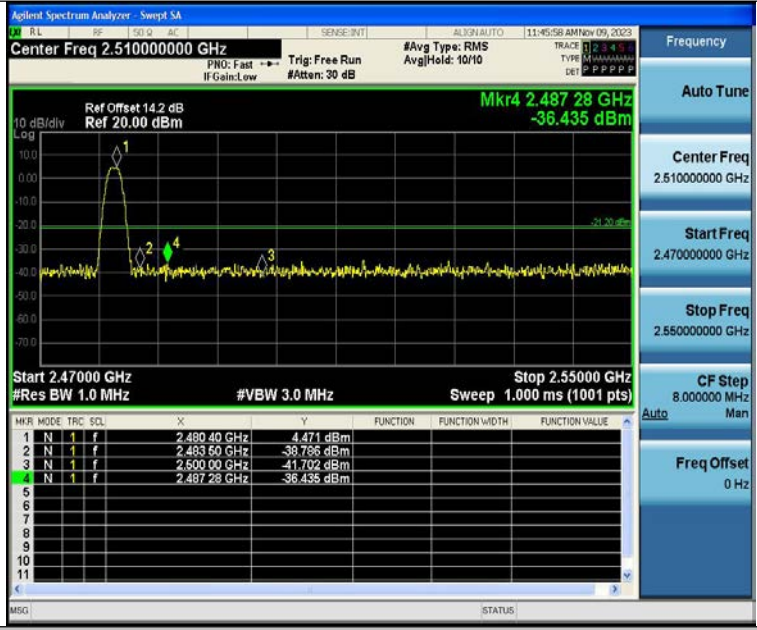 Agilent Spectrum Analyzer - Swept SA
RL RF 50 Ω AC SENSE:INT ALIGNAUTO 11:45:58 AM Nov 09, 2023
Center Freq 2.510000000 GHz
PNO: Fast
IFGain:Low
Trig: Free Run
#Atten: 30 dB
#Avg Type: RMS
Avg|Hold: 10/10
TRACE 1 2 3 4 5 6
TYPE
DET P P P P P P
Frequency
Mkr4 2.487 28 GHz
-36.435 dBm
Ref Offset 14.2 dB
10 dB/div Ref 20.00 dBm
Log
10.0
0.00
-10.0
-20.0
-30.0
-40.0
-50.0
-60.0
-70.0
1
2
4
3
-21.20 dBm
Start 2.47000 GHz Stop 2.55000 GHz
#Res BW 1.0 MHz #VBW 3.0 MHz Sweep 1.000 ms (1001 pts)
MKR MODE TRC SCL X Y FUNCTION FUNCTION WIDTH FUNCTION VALUE
1 N 1 f 2.480 40 GHz 4.471 dBm
2 N 1 f 2.483 50 GHz -38.786 dBm
3 N 1 f 2.500 00 GHz -41.702 dBm
4 N 1 f 2.487 28 GHz -36.435 dBm
5
6
7
8
9
10
11
MSG STATUS
Auto Tune
Center Freq
2.510000000 GHz
Start Freq
2.470000000 GHz
Stop Freq
2.550000000 GHz
CF Step
8.000000 MHz
Auto Man
Freq Offset
0 Hz